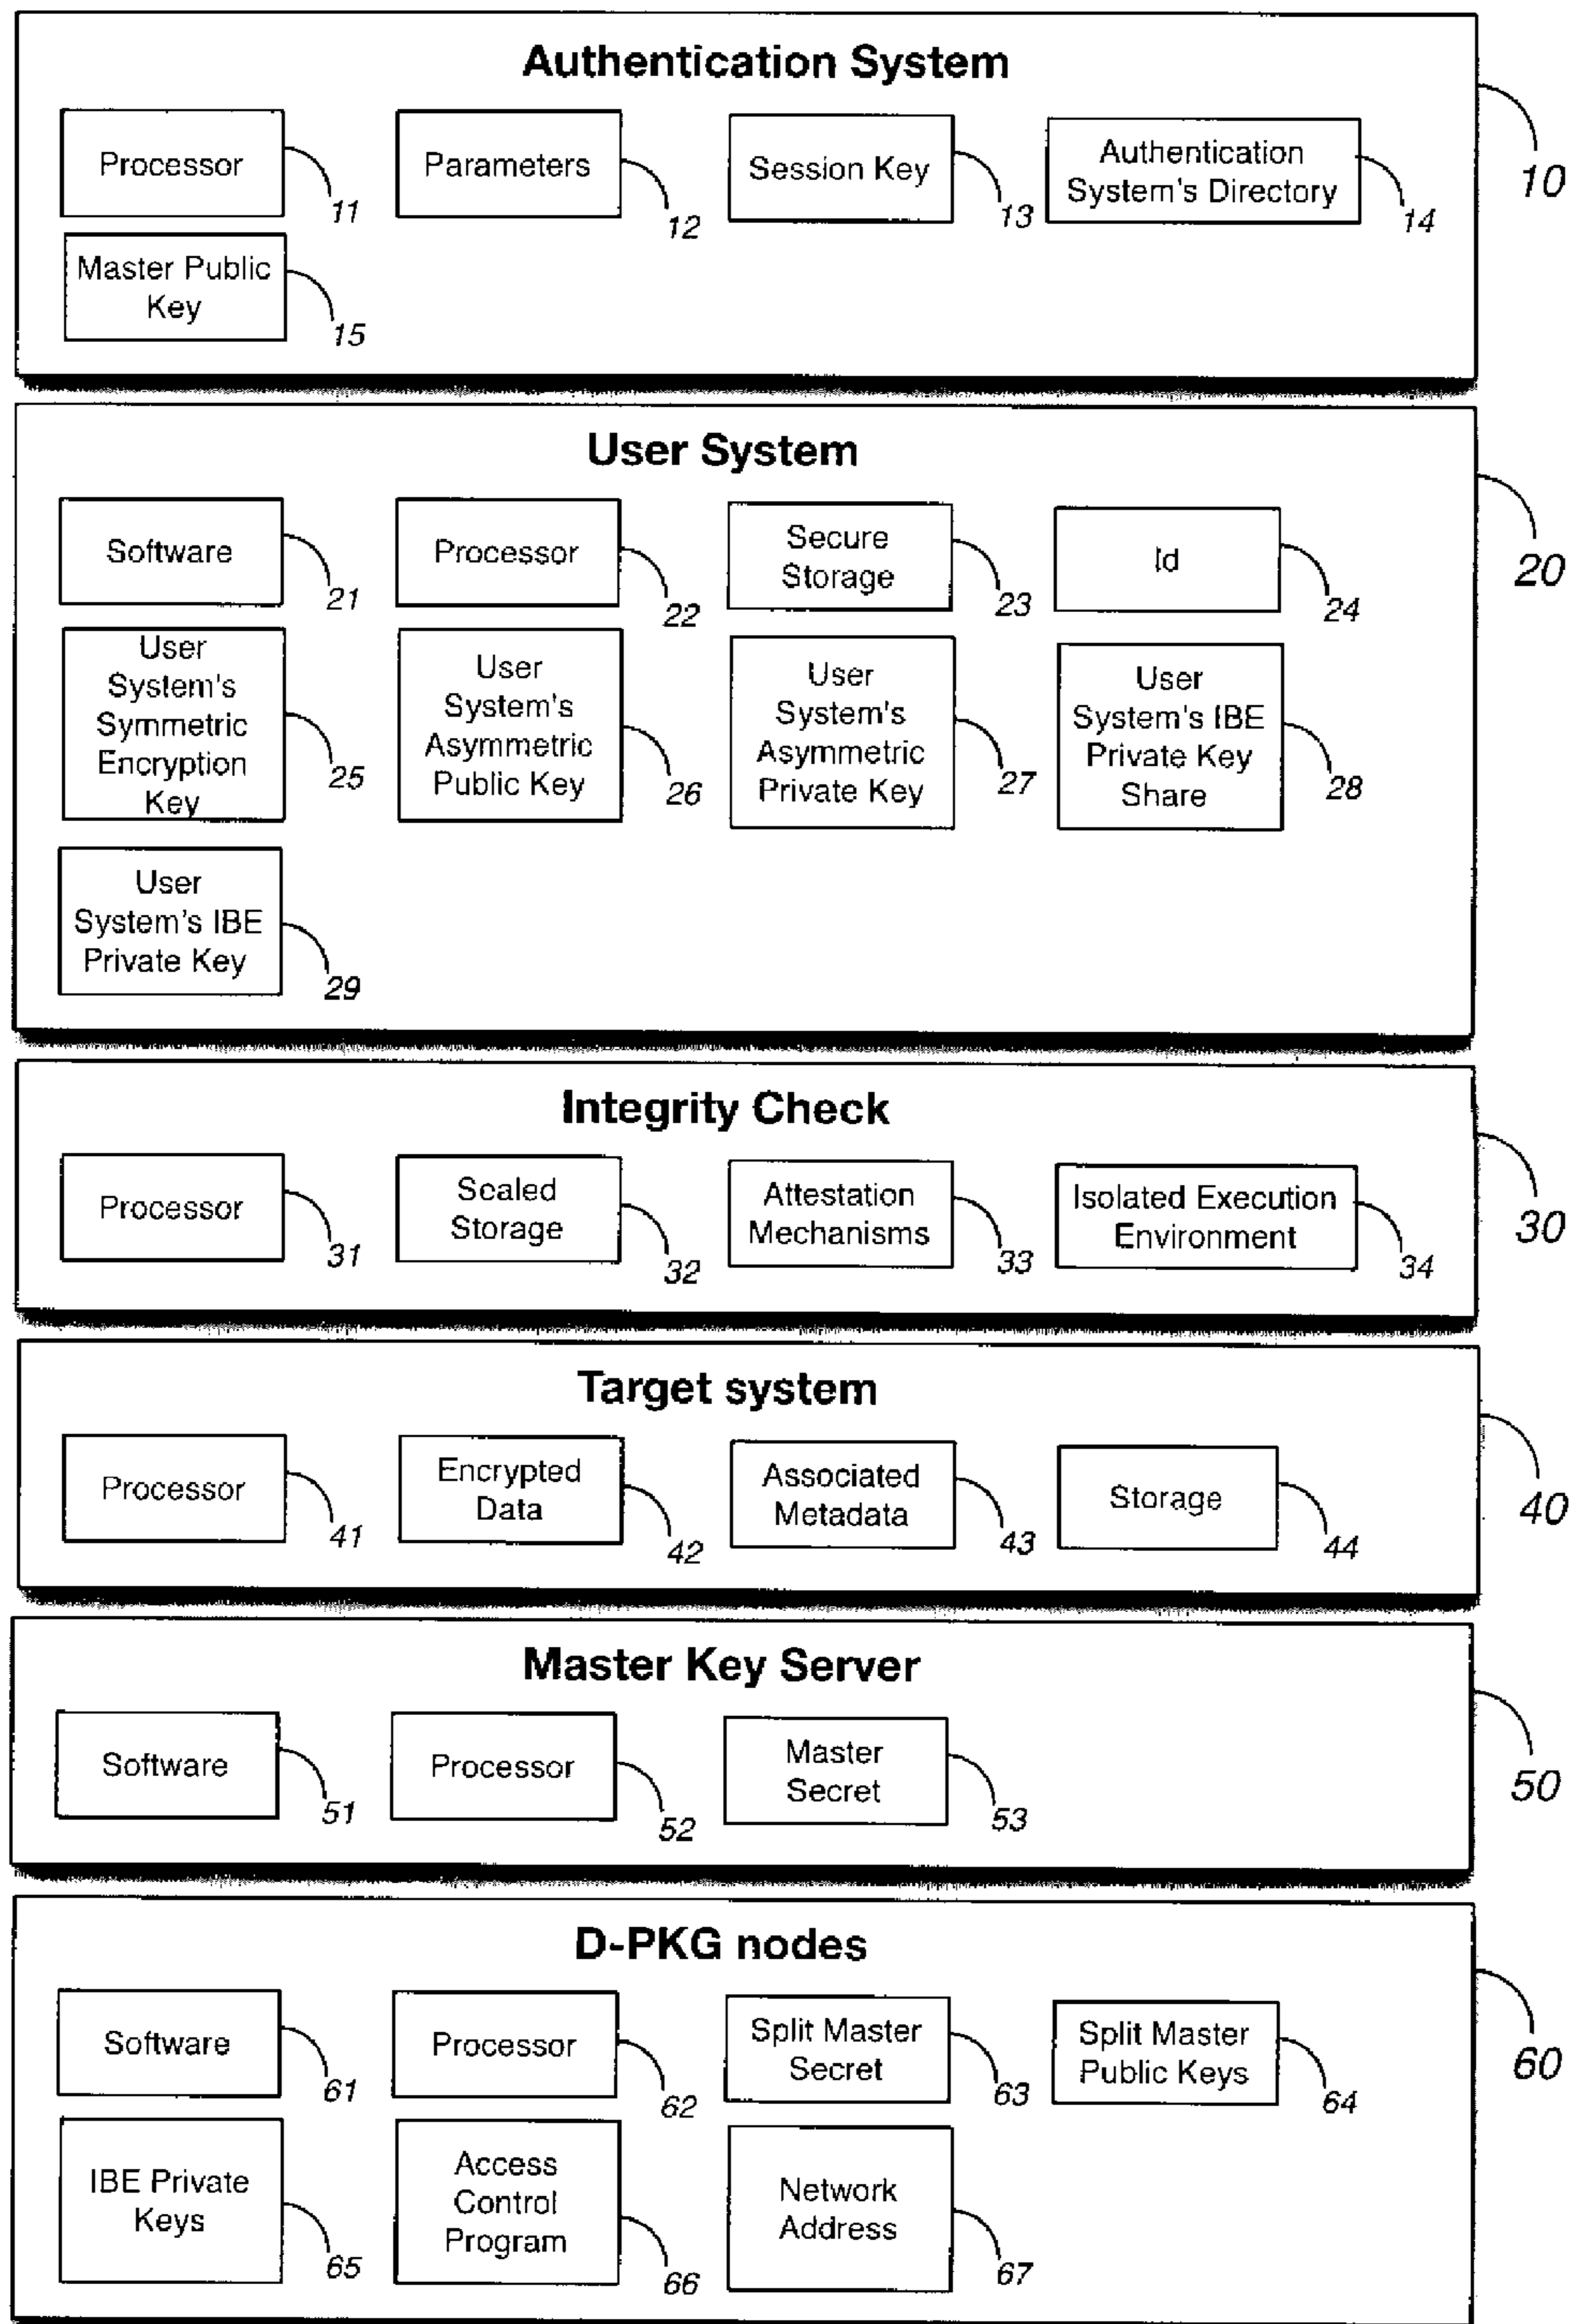 Authentication System
Processor
11
Parameters
12
Session Key
13
Authentication
System's Directory
14
10
Master Public
Key
15
User System
Software
21
Processor
22
Secure
Storage
23
Id
24
20
User
System's
Symmetric
Encryption
Key
25
User
System's
Asymmetric
Public Key
26
User
System's
Asymmetric
Private Key
27
User
System's IBE
Private Key
Share
28
User
System's IBE
Private Key
29
Integrity Check
Processor
31
Sealed
Storage
32
Attestation
Mechanisms
33
Isolated Execution
Environment
34
30
Target system
Processor
41
Encrypted
Data
42
Associated
Metadata
43
Storage
44
40
Master Key Server
Software
51
Processor
52
Master
Secret
53
50
D-PKG nodes
Software
61
Processor
62
Split Master
Secret
63
Split Master
Public Keys
64
60
IBE Private
Keys
65
Access
Control
Program
66
Network
Address
67